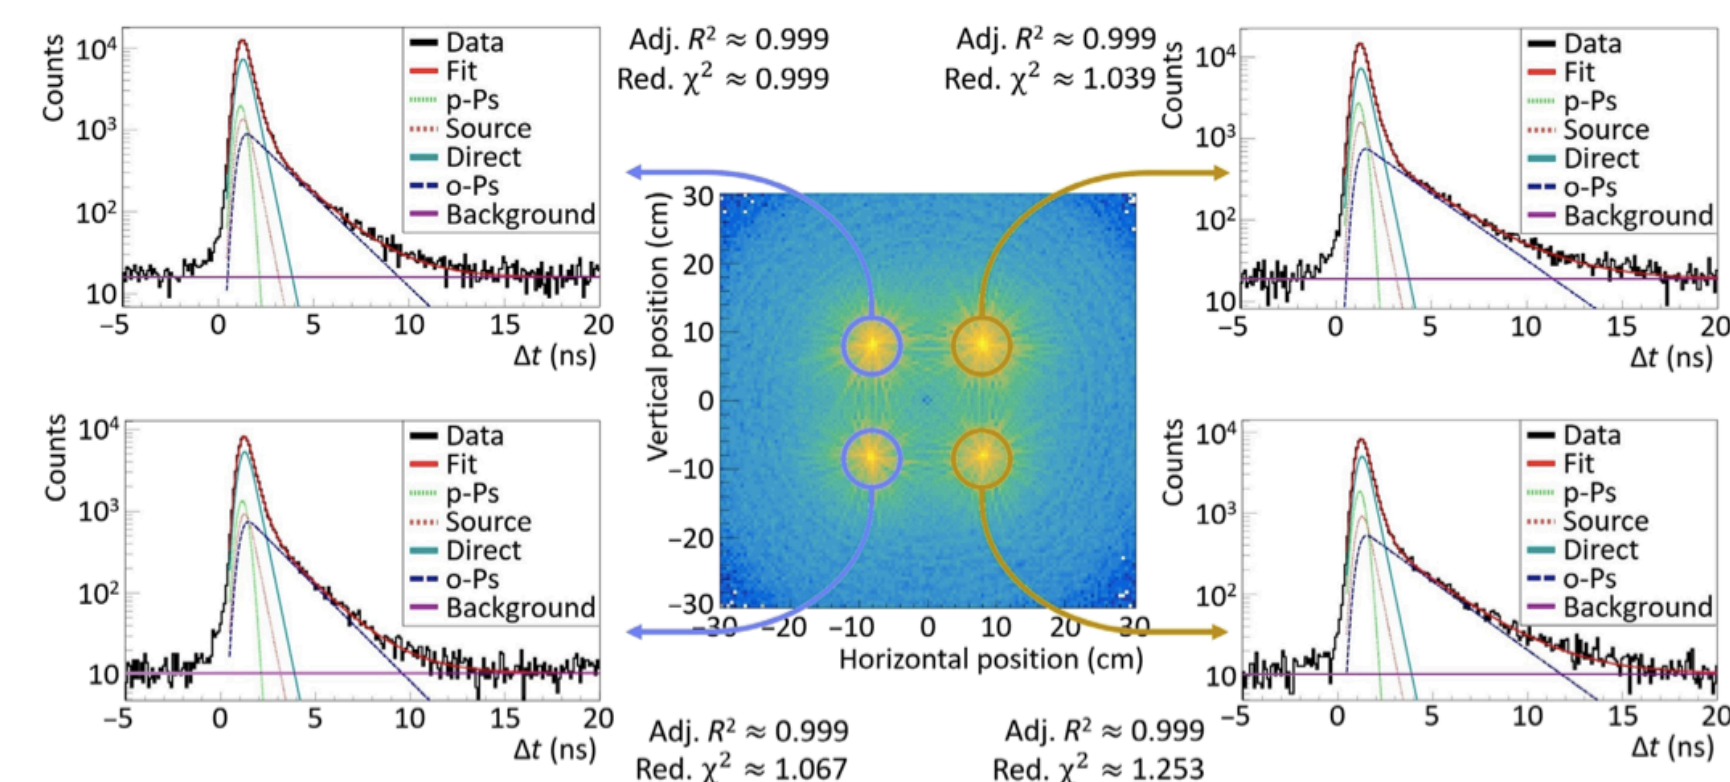 Adj. R² ≈ 0.999
Red. χ² ≈ 0.999
Adj. R² ≈ 0.999
Red. χ² ≈ 1.039
Counts
10⁴
10³
10²
10
−5 0 5 10 15 20
Δt (ns)
Data
Fit
p-Ps
Source
Direct
o-Ps
Background
Counts
10⁴
10³
10²
10
−5 0 5 10 15 20
Δt (ns)
Data
Fit
p-Ps
Source
Direct
o-Ps
Background
Vertical position (cm)
30
20
10
0
−10
−20
−30
−30 −20 −10 0 10 20 30
Horizontal position (cm)
Counts
10⁴
10³
10²
10
−5 0 5 10 15 20
Δt (ns)
Data
Fit
p-Ps
Source
Direct
o-Ps
Background
Counts
10⁴
10³
10²
10
−5 0 5 10 15 20
Δt (ns)
Data
Fit
p-Ps
Source
Direct
o-Ps
Background
Adj. R² ≈ 0.999
Red. χ² ≈ 1.067
Adj. R² ≈ 0.999
Red. χ² ≈ 1.253